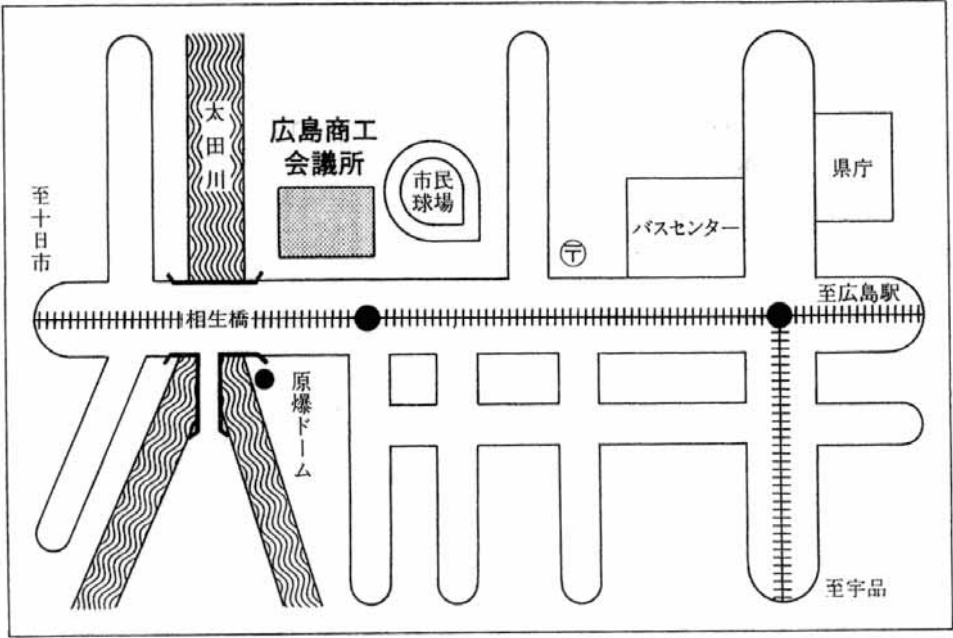 太田川
広島商工
会議所
市民
球場
県庁
バスセンター
〒
至十日市
至広島駅
相生橋
原爆ドーム
至宇品